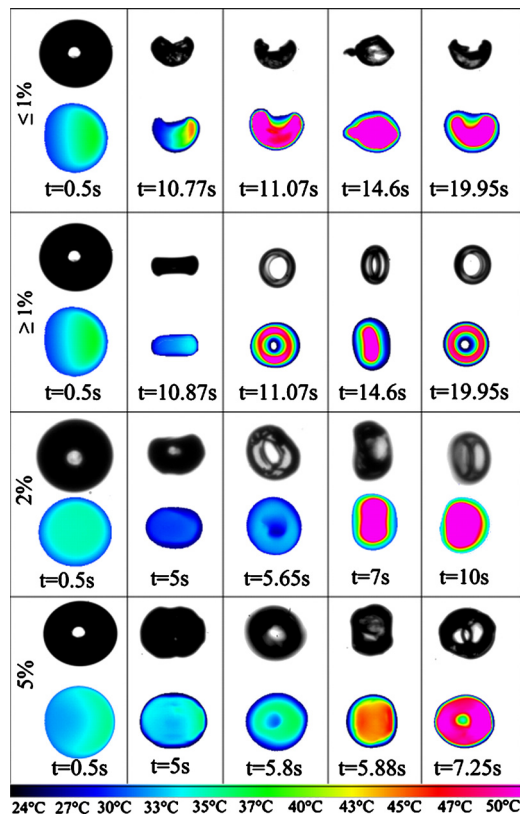 ≤1%
t=0.5s t=10.77s t=11.07s t=14.6s t=19.95s
≥1%
t=0.5s t=10.87s t=11.07s t=14.6s t=19.95s
2%
t=0.5s t=5s t=5.65s t=7s t=10s
5%
t=0.5s t=5s t=5.8s t=5.88s t=7.25s
24°C 27°C 30°C 33°C 35°C 37°C 40°C 43°C 45°C 47°C 50°C